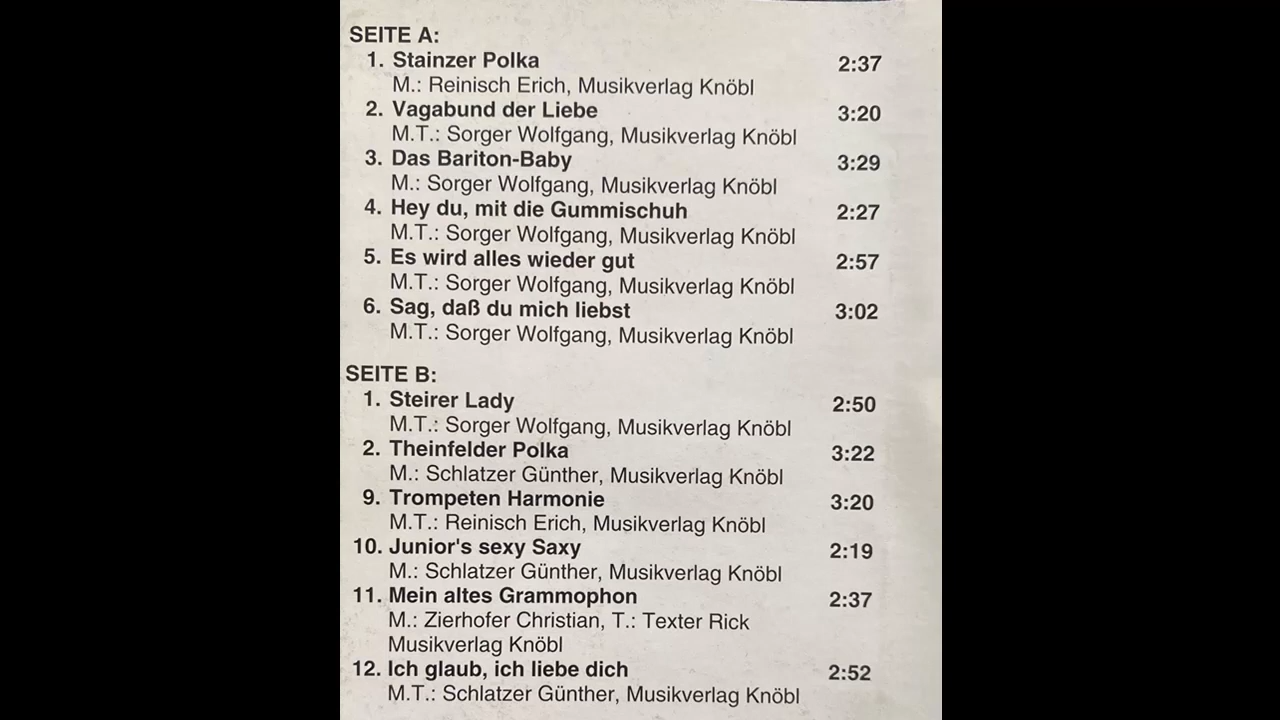 SEITE A:
1. Stainzer Polka 2:37
M.: Reinisch Erich, Musikverlag Knöbl
2. Vagabund der Liebe 3:20
M.T.: Sorger Wolfgang, Musikverlag Knöbl
3. Das Bariton-Baby 3:29
M.: Sorger Wolfgang, Musikverlag Knöbl
4. Hey du, mit die Gummischuh 2:27
M.T.: Sorger Wolfgang, Musikverlag Knöbl
5. Es wird alles wieder gut 2:57
M.T.: Sorger Wolfgang, Musikverlag Knöbl
6. Sag, daß du mich liebst 3:02
M.T.: Sorger Wolfgang, Musikverlag Knöbl
SEITE B:
1. Steirer Lady 2:50
M.T.: Sorger Wolfgang, Musikverlag Knöbl
2. Theinfelder Polka 3:22
M.: Schlatzer Günther, Musikverlag Knöbl
9. Trompeten Harmonie 3:20
M.T.: Reinisch Erich, Musikverlag Knöbl
10. Junior's sexy Saxy 2:19
M.: Schlatzer Günther, Musikverlag Knöbl
11. Mein altes Grammophon 2:37
M.: Zierhofer Christian, T.: Texter Rick
Musikverlag Knöbl
12. Ich glaub, ich liebe dich 2:52
M.T.: Schlatzer Günther, Musikverlag Knöbl